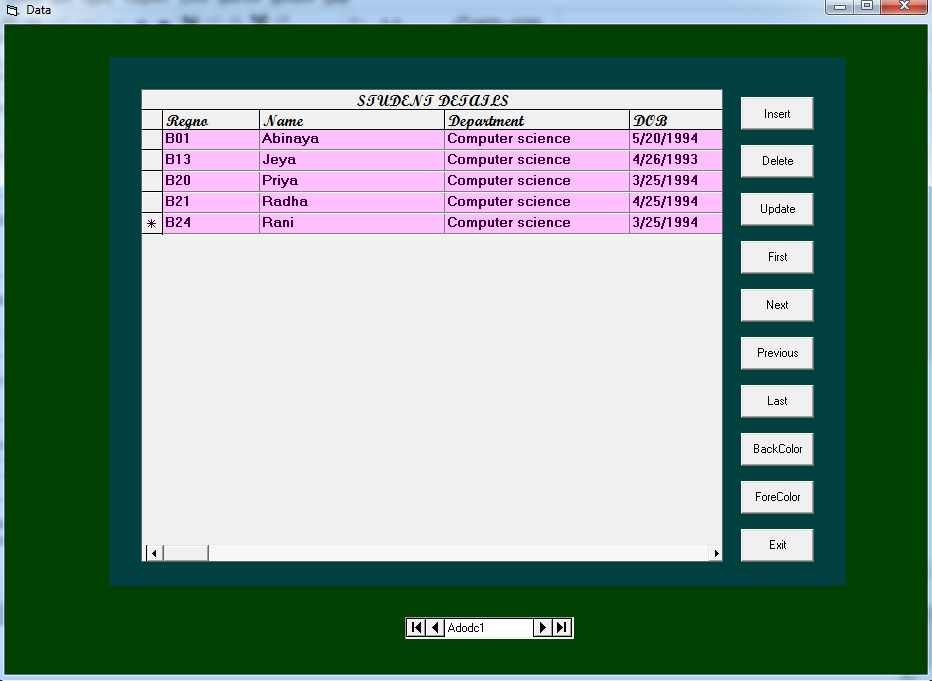 Data
STUDENT DETAILS
Regno Name Department DOB
B01 Abinaya Computer science 5/20/1994
B13 Jeya Computer science 4/26/1993
B20 Priya Computer science 3/25/1994
B21 Radha Computer science 4/25/1994
* B24 Rani Computer science 3/25/1994
Insert
Delete
Update
First
Next
Previous
Last
BackColor
ForeColor
Exit
Adodc1